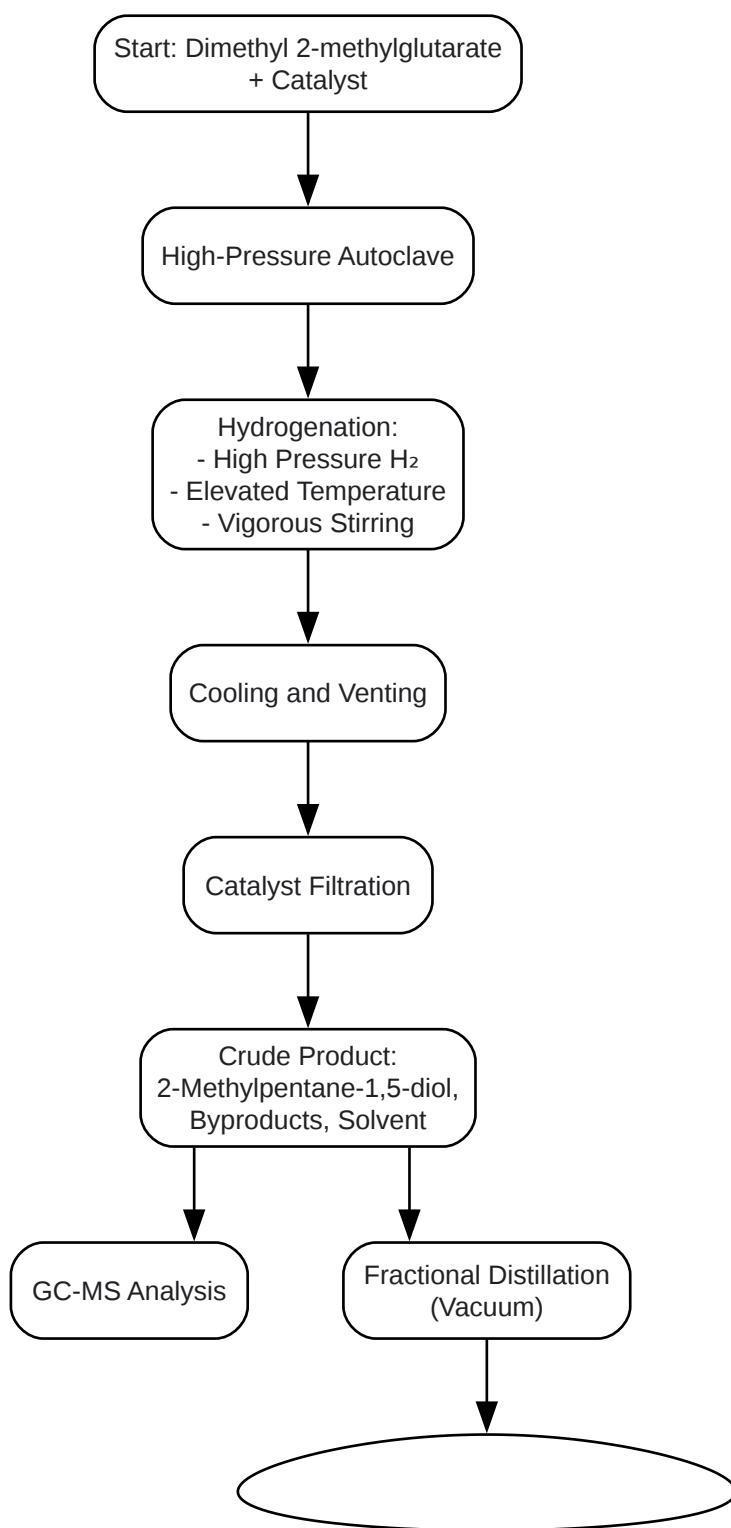 Start: Dimethyl 2-methylglutarate
+ Catalyst
High-Pressure Autoclave
Hydrogenation:
- High Pressure H₂
- Elevated Temperature
- Vigorous Stirring
Cooling and Venting
Catalyst Filtration
Crude Product:
2-Methylpentane-1,5-diol,
Byproducts, Solvent
GC-MS Analysis
Fractional Distillation
(Vacuum)